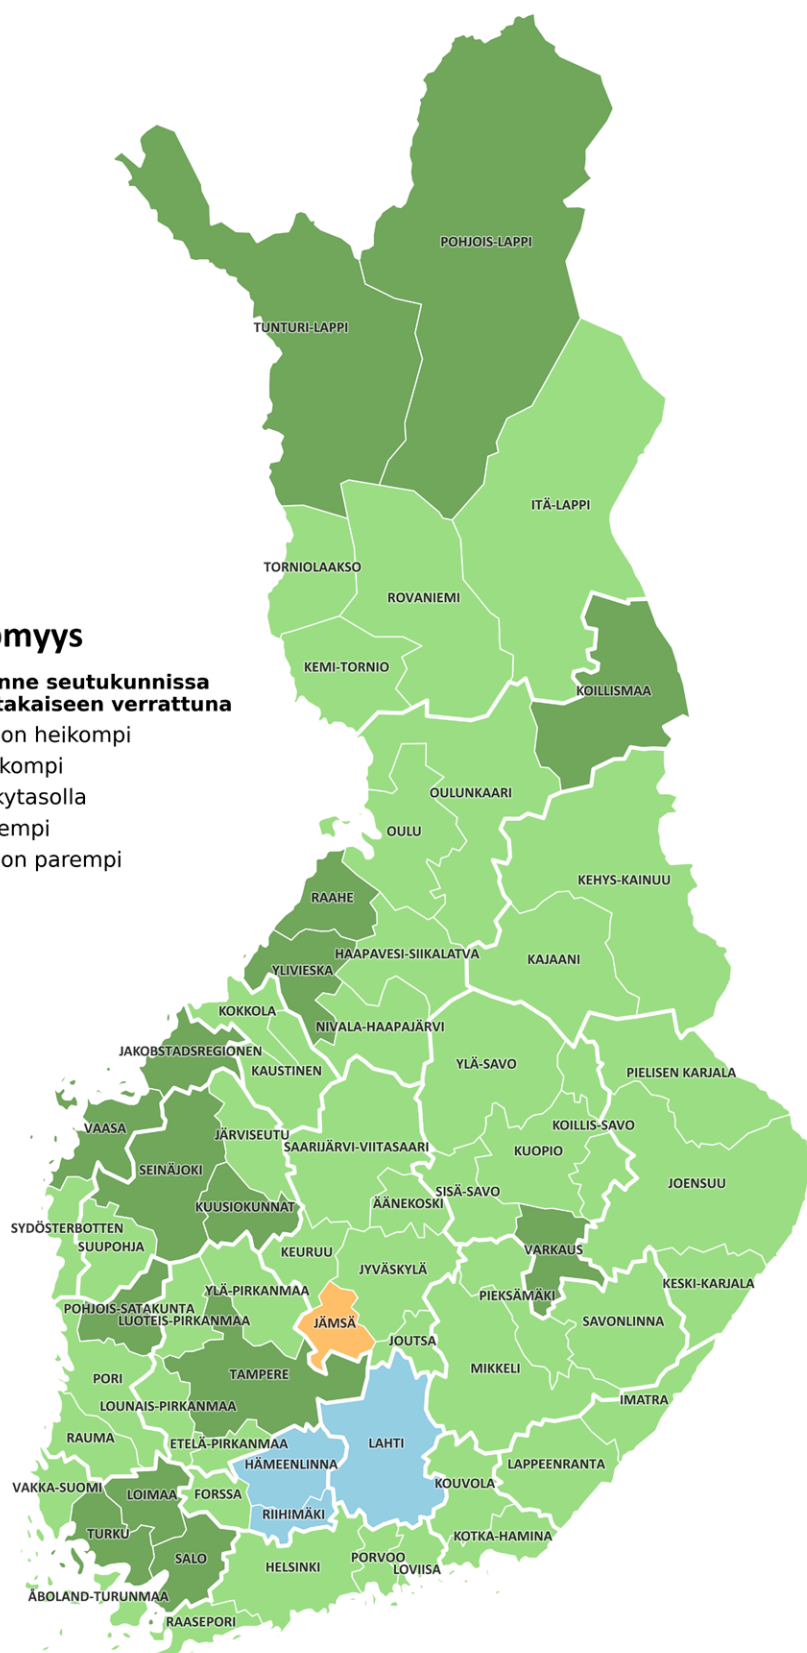 POHJOIS-LAPPI
TUNTURI-LAPPI
ITÄ-LAPPI
TORNIOLAAKSO
ROVANIEMI
omyys
KEMI-TORNIO
nne seutukunnissa
KOILLISMAA
takaiseen verrattuna
on heikompi
kompi
OULUNKAARI
kytasolla
empi
OULU
on parempi
KEHYS-KAINUU
RAAHE
HAAPAVESI-SIIKALATVA
KAJAANI
YLIVIESKA
KOKKOLA
NIVALA-HAAPAJÄRVI
JAKOBSTADSREGIONEN
YLÄ-SAVO
KAUSTINEN
PIELISEN KARJALA
VAASA
JÄRVISEUTU
KOILLIS-SAVO
SAARIJÄRVI-VIITASAARI
KUOPIO
SEINÄJOKI
JOENSUU
SISÄ-SAVO
ÄÄNEKOSKI
KUUSIOKUNNAT
SYDÖSTERBOTTEN
SUUPOHJA
KEURUU
VARKAUS
JYVÄSKYLÄ
KESKI-KARJALA
YLÄ-PIRKANMAA
PIEKSÄMÄKI
POHJOIS-SATAKUNTA
LUOTEIS-PIRKANMAA
JÄMSÄ
SAVONLINNA
JOUTSA
MIKKELI
TAMPERE
PORI
IMATRA
LOUNAIS-PIRKANMAA
RAUMA
ETELÄ-PIRKANMAA
LAHTI
HÄMEENLINNA
LAPPEENRANTA
KOUVOLA
VAKKA-SUOMI
LOIMAA
FORSSA
RIIHIMÄKI
TURKU
KOTKA-HAMINA
SALO
PORVOO
HELSINKI
LOVIISA
ÅBOLAND-TURUNMAA
RAASEPORI